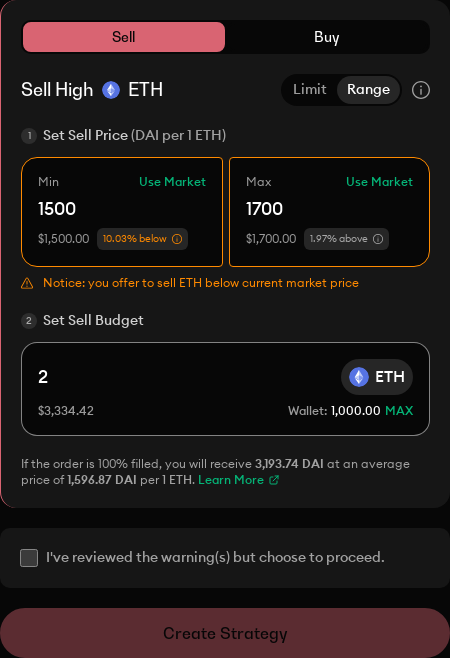 Sell Buy
Sell High ETH Limit Range
1 Set Sell Price (DAI per 1 ETH)
Min Use Market Max Use Market
1500 1700
$1,500.00 10.03% below $1,700.00 1.97% above
Notice: you offer to sell ETH below current market price
2 Set Sell Budget
2 ETH
$3,334.42 Wallet: 1,000.00 MAX
If the order is 100% filled, you will receive 3,193.74 DAI at an average
price of 1,596.87 DAI per 1 ETH. Learn More
I've reviewed the warning(s) but choose to proceed.
Create Strategy